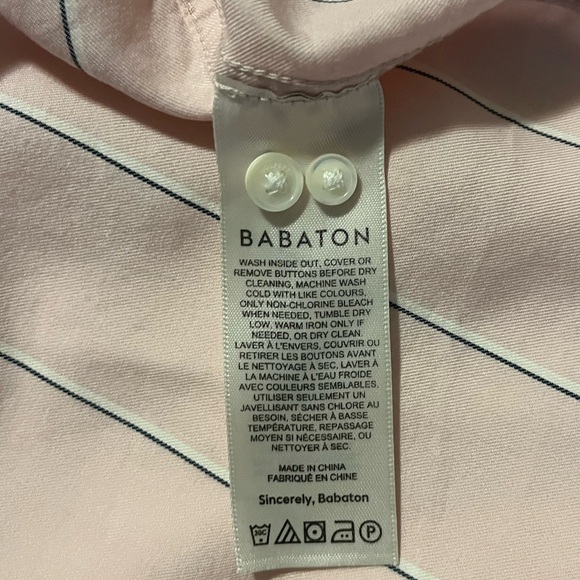 BABATON
WASH INSIDE OUT, COVER OR
REMOVE BUTTONS BEFORE DRY
CLEANING, MACHINE WASH
COLD WITH LIKE COLOURS,
ONLY NON-CHLORINE BLEACH
WHEN NEEDED, TUMBLE DRY
LOW, WARM IRON ONLY IF
NEEDED, OR DRY CLEAN.
LAVER À L'ENVERS, COUVRIR OU
RETIRER LES BOUTONS AVANT
LE NETTOYAGE À SEC, LAVER À
LA MACHINE À L'EAU FROIDE
AVEC COULEURS SEMBLABLES,
UTILISER SEULEMENT UN
JAVELLISANT SANS CHLORE AU
BESOIN, SÉCHER À BASSE
TEMPÉRATURE, REPASSAGE
MOYEN SI NÉCESSAIRE, OU
NETTOYER À SEC.
MADE IN CHINA
FABRIQUÉ EN CHINE
Sincerely, Babaton
30C P